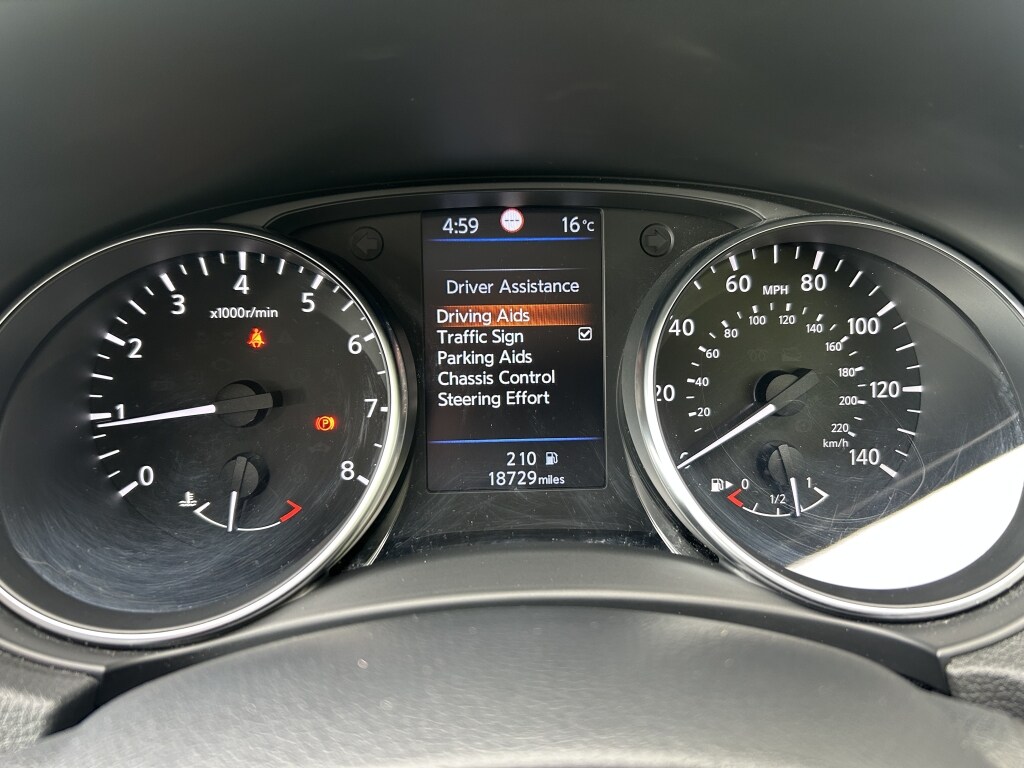 4:59 16°C
Driver Assistance
Driving Aids
Traffic Sign
Parking Aids
Chassis Control
Steering Effort
210
18729 miles
0 1 2 3 4 5 6 7 8
x1000r/min
P
20 40 60 80 100 120 140
MPH
20 40 60 80 100 120 140 160 180 200 220
km/h
0 1/2 1